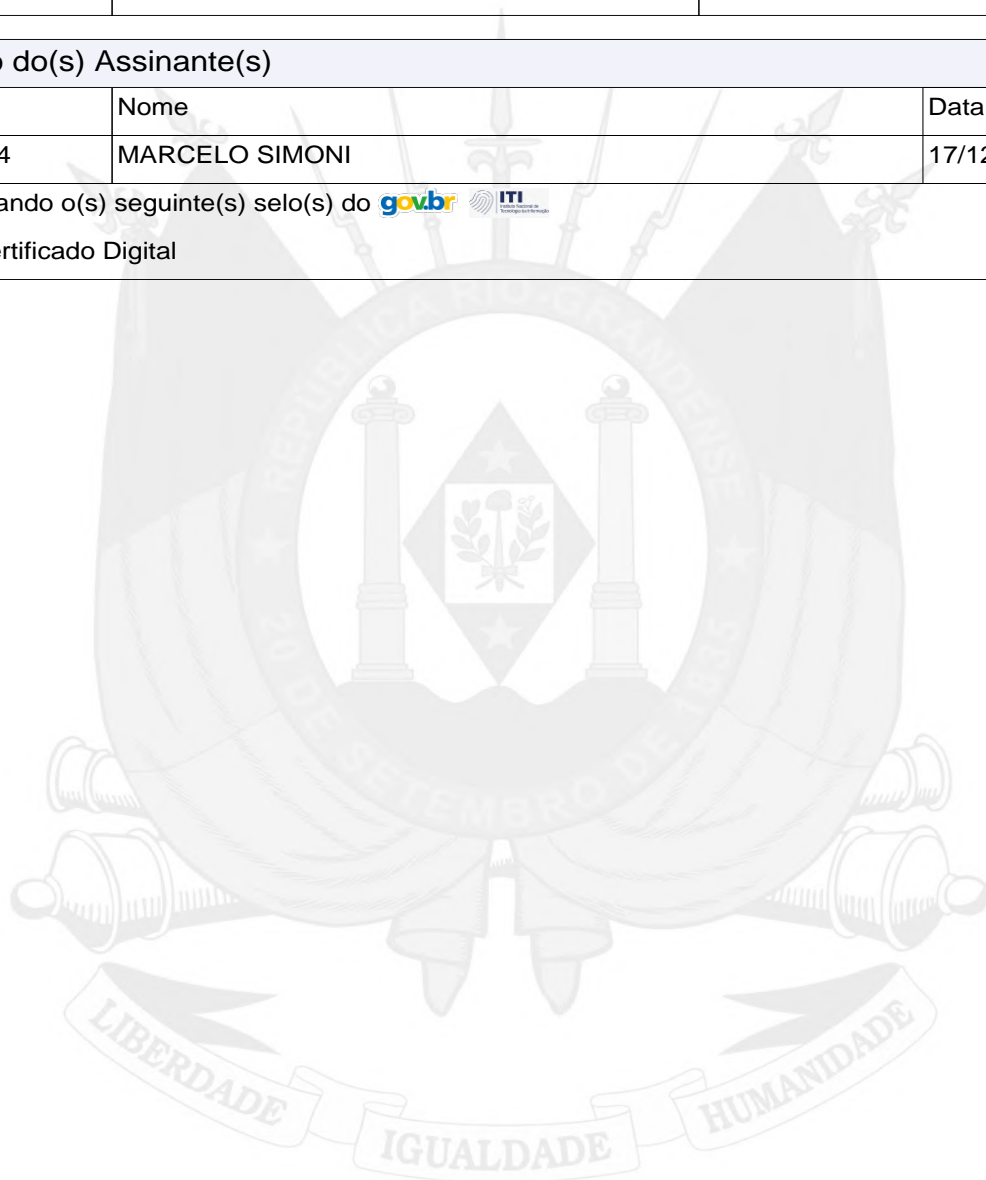 o do(s) Assinante(s)
Nome Data
4 MARCELO SIMONI 17/12
ando o(s) seguinte(s) selo(s) do gov.br ITI
ertificado Digital
REPUBLICA RIO-GRANDENSE
20 DE SETEMBRO DE 1835
LIBERDADE IGUALDADE HUMANIDADE